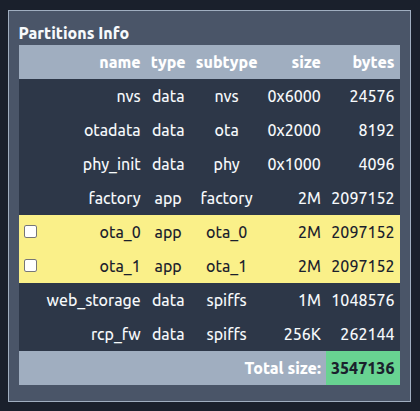 Partitions Info
name type subtype size bytes
nvs data nvs 0x6000 24576
otadata data ota 0x2000 8192
phy_init data phy 0x1000 4096
factory app factory 2M 2097152
ota_0 app ota_0 2M 2097152
ota_1 app ota_1 2M 2097152
web_storage data spiffs 1M 1048576
rcp_fw data spiffs 256K 262144
Total size: 3547136